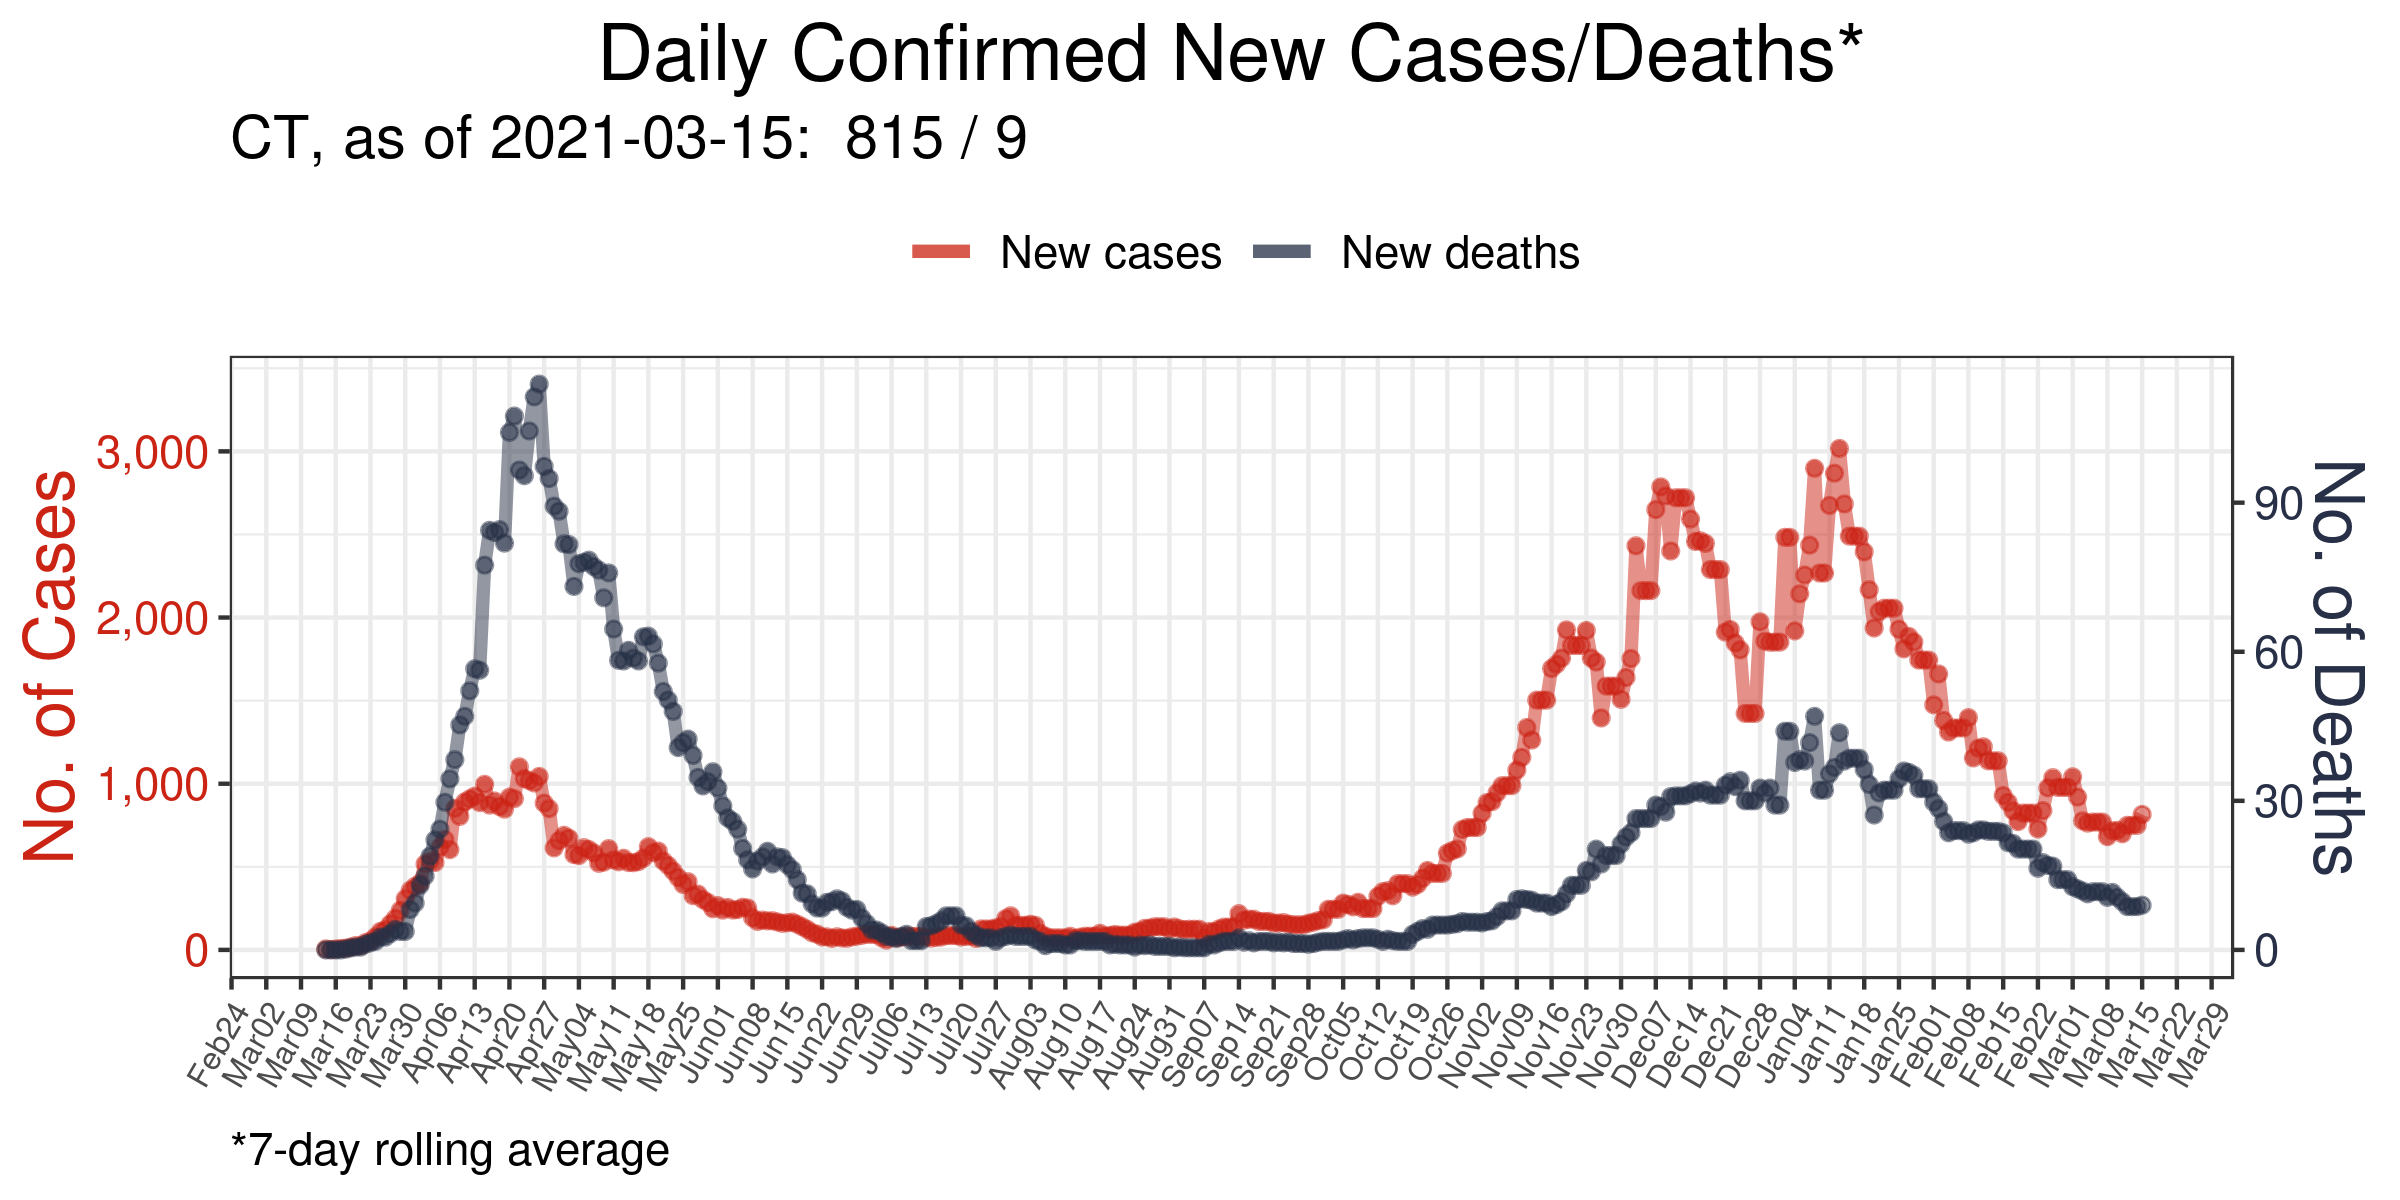 Daily Confirmed New Cases/Deaths*
CT, as of 2021-03-15:  815 / 9
New cases
New deaths
No. of Cases
3,000
2,000
1,000
0
No. of Deaths
90
60
30
0
Feb24
Mar02
Mar09
Mar16
Mar23
Mar30
Apr06
Apr13
Apr20
Apr27
May04
May11
May18
May25
Jun01
Jun08
Jun15
Jun22
Jun29
Jul06
Jul13
Jul20
Jul27
Aug03
Aug10
Aug17
Aug24
Aug31
Sep07
Sep14
Sep21
Sep28
Oct05
Oct12
Oct19
Oct26
Nov02
Nov09
Nov16
Nov23
Nov30
Dec07
Dec14
Dec21
Dec28
Jan04
Jan11
Jan18
Jan25
Feb01
Feb08
Feb15
Feb22
Mar01
Mar08
Mar15
Mar22
Mar29
*7-day rolling average